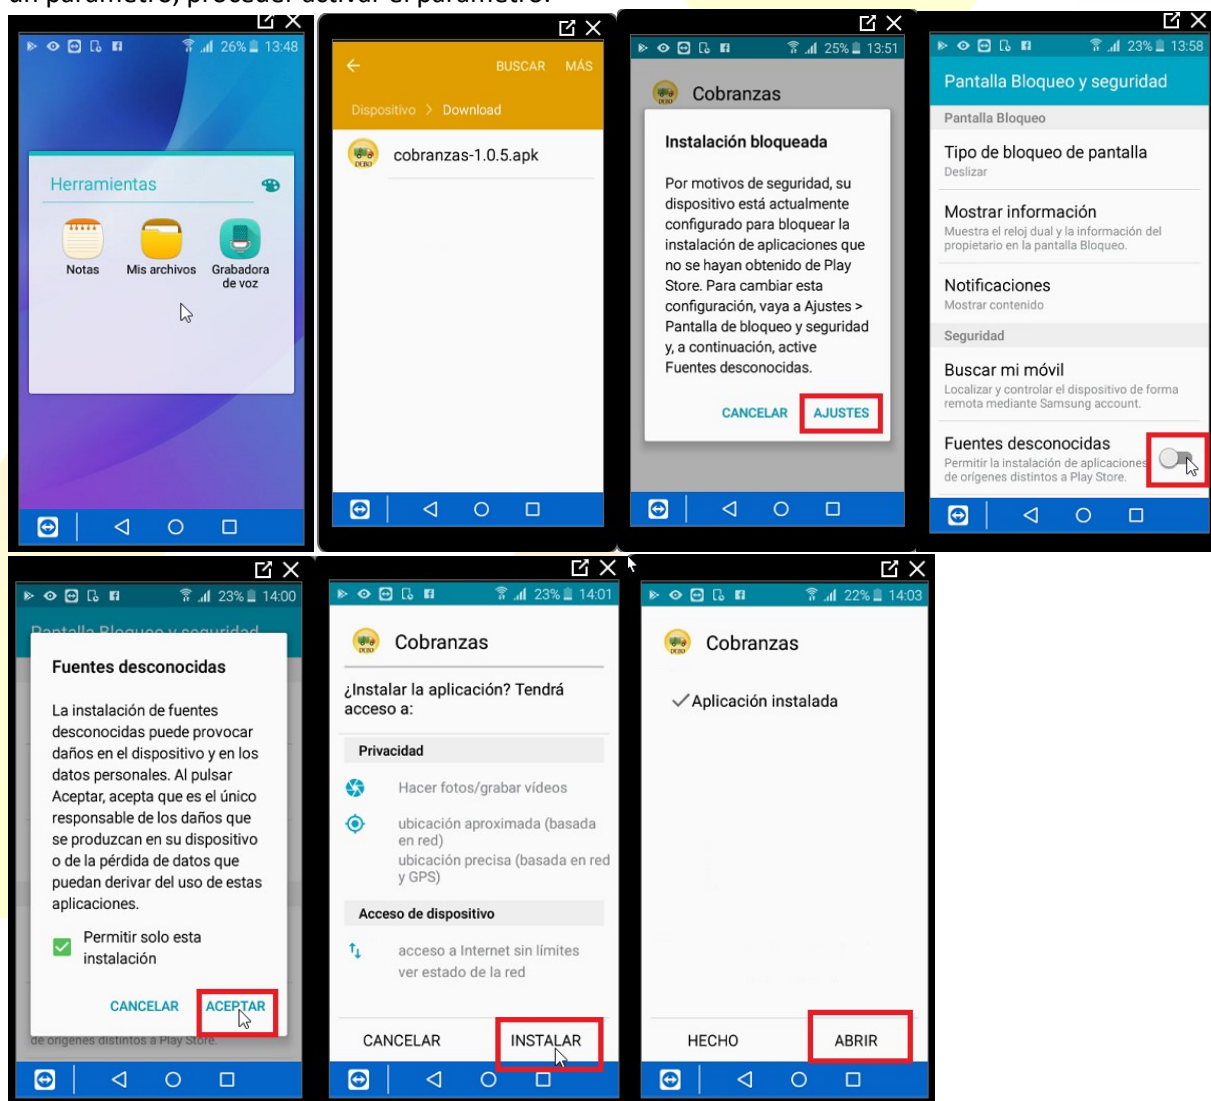 un parámetro, proceder activar el parámetro.
26% 13:48
Herramientas
Notas
Mis archivos
Grabadora
de voz
BUSCAR MÁS
Dispositivo > Download
DEBO
cobranzas-1.0.5.apk
25% 13:51
DEBO
Cobranzas
Instalación bloqueada
Por motivos de seguridad, su
dispositivo está actualmente
configurado para bloquear la
instalación de aplicaciones que
no se hayan obtenido de Play
Store. Para cambiar esta
configuración, vaya a Ajustes >
Pantalla de bloqueo y seguridad
y, a continuación, active
Fuentes desconocidas.
CANCELAR AJUSTES
23% 13:58
Pantalla Bloqueo y seguridad
Pantalla Bloqueo
Tipo de bloqueo de pantalla
Deslizar
Mostrar información
Muestra el reloj dual y la información del
propietario en la pantalla Bloqueo.
Notificaciones
Mostrar contenido
Seguridad
Buscar mi móvil
Localizar y controlar el dispositivo de forma
remota mediante Samsung account.
Fuentes desconocidas
Permitir la instalación de aplicaciones
de orígenes distintos a Play Store.
23% 14:00
Pantalla Bloqueo y seguridad
Fuentes desconocidas
La instalación de fuentes
desconocidas puede provocar
daños en el dispositivo y en los
datos personales. Al pulsar
Aceptar, acepta que es el único
responsable de los daños que
se produzcan en su dispositivo
o de la pérdida de datos que
puedan derivar del uso de estas
aplicaciones.
Permitir solo esta
instalación
CANCELAR ACEPTAR
de orígenes distintos a Play Store.
23% 14:01
DEBO
Cobranzas
¿Instalar la aplicación? Tendrá
acceso a:
Privacidad
Hacer fotos/grabar vídeos
ubicación aproximada (basada
en red)
ubicación precisa (basada en red
y GPS)
Acceso de dispositivo
acceso a Internet sin límites
ver estado de la red
CANCELAR INSTALAR
22% 14:03
DEBO
Cobranzas
Aplicación instalada
HECHO ABRIR